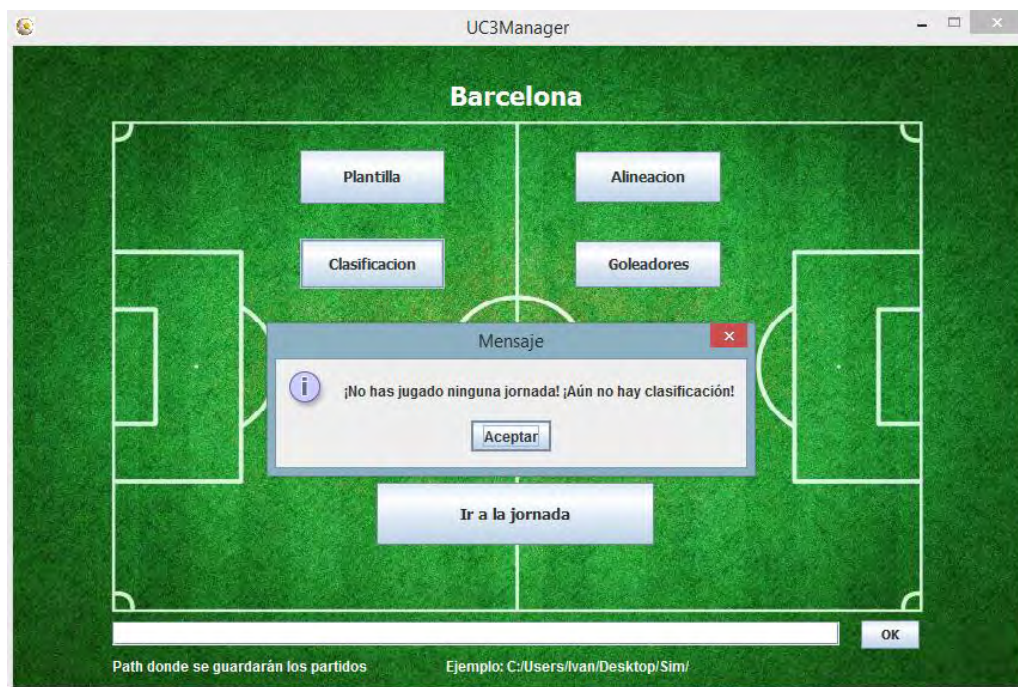 UC3Manager
Barcelona
Plantilla
Alineacion
Clasificacion
Goleadores
Mensaje
¡No has jugado ninguna jornada! ¡Aún no hay clasificación!
Aceptar
Ir a la jornada
OK
Path donde se guardarán los partidos
Ejemplo: C:/Users/Ivan/Desktop/Sim/